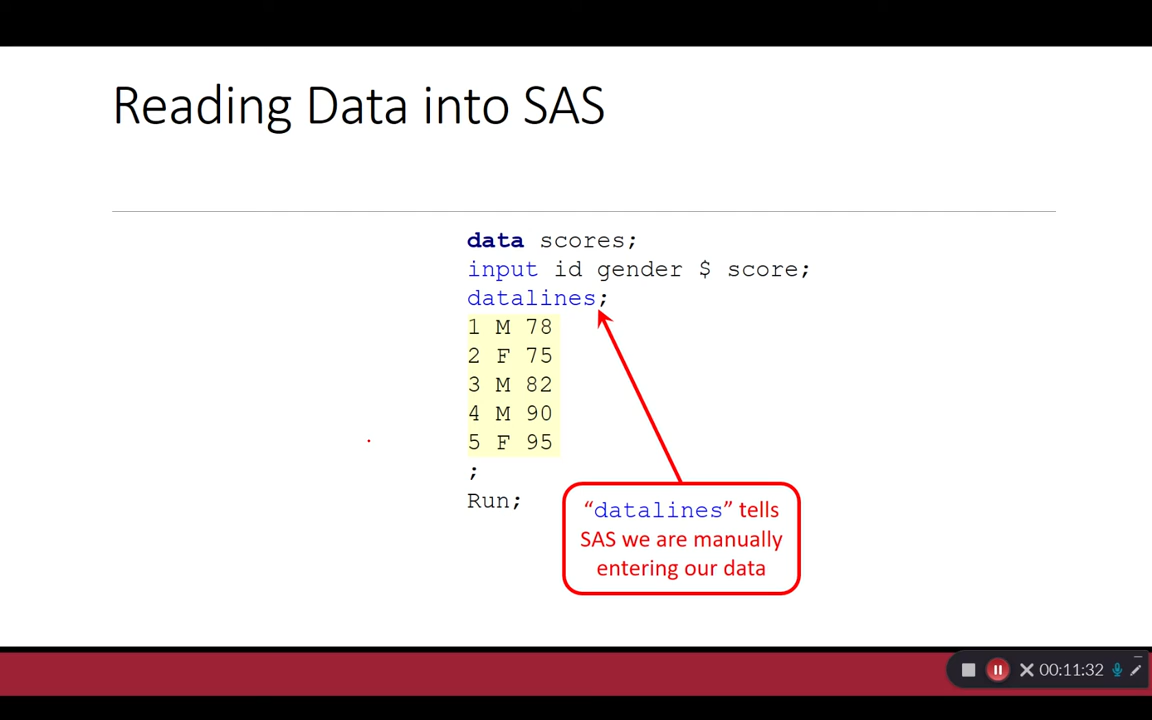 Reading Data into SAS
data scores;
input id gender $ score;
datalines;
1 M 78
2 F 75
3 M 82
4 M 90
5 F 95
;
Run;
“datalines” tells
SAS we are manually
entering our data
00:11:32